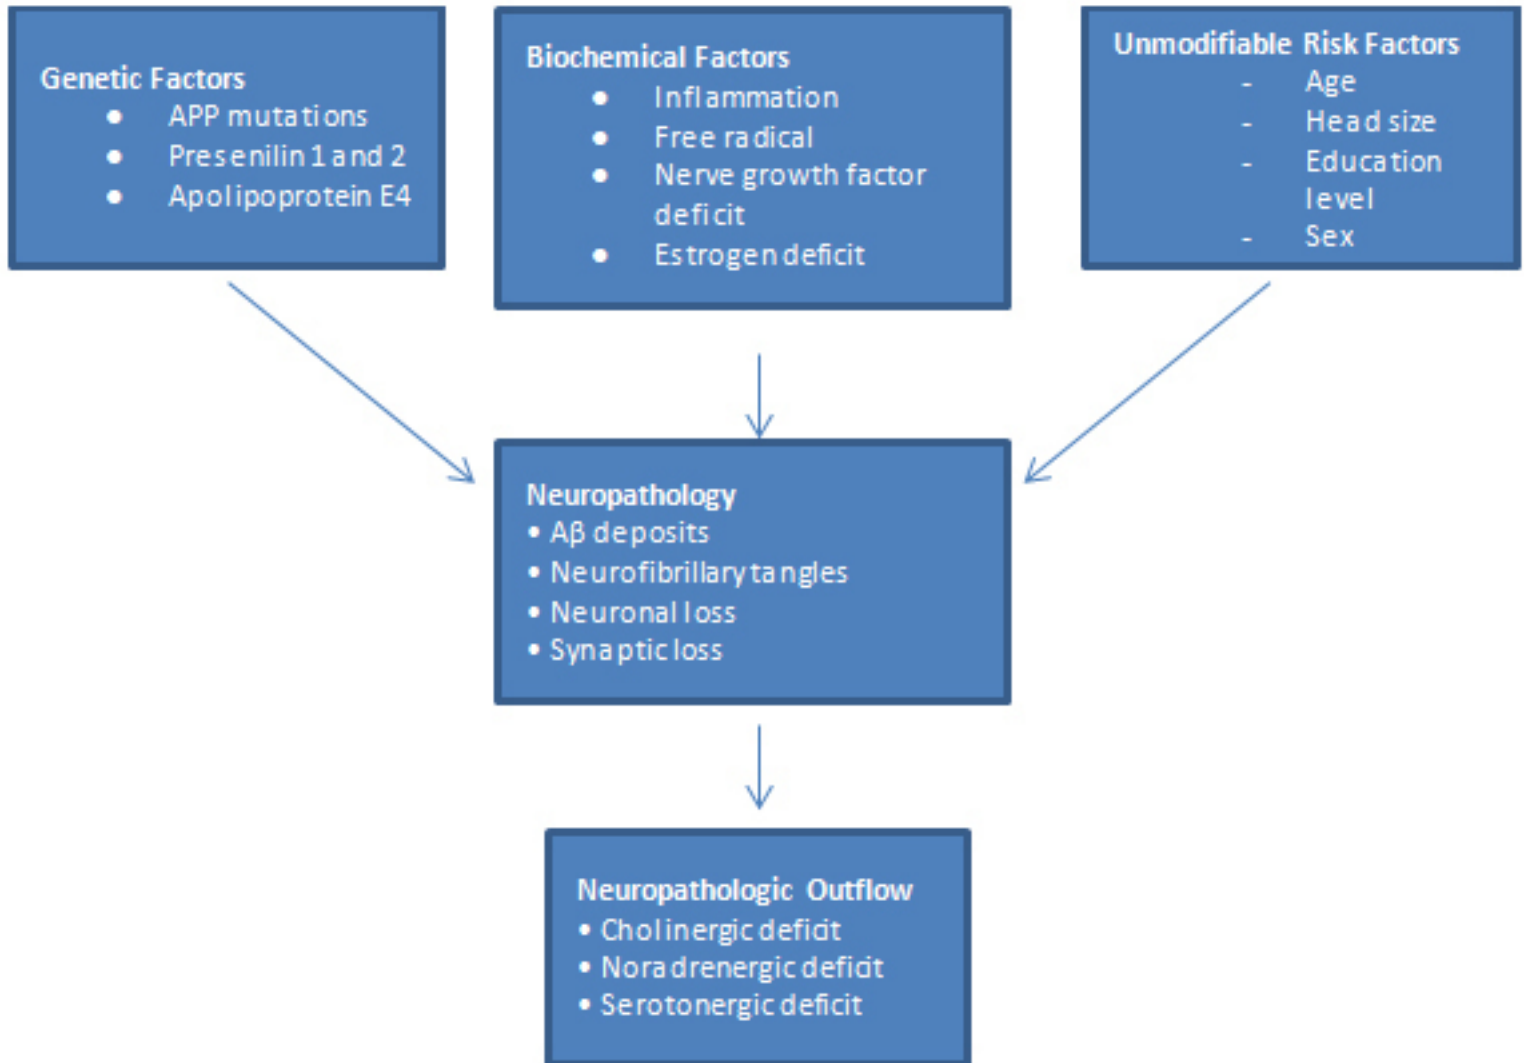 Genetic Factors
● APP mutations
● Presenilin 1 and 2
● Apolipoprotein E4
Biochemical Factors
● Inflammation
● Free radical
● Nerve growth factor
deficit
● Estrogen deficit
Unmodifiable Risk Factors
- Age
- Head size
- Education
level
- Sex
Neuropathology
• Aβ deposits
• Neurofibrillary tangles
• Neuronal loss
• Synaptic loss
Neuropathologic Outflow
• Cholinergic deficit
• Noradrenergic deficit
• Serotonergic deficit